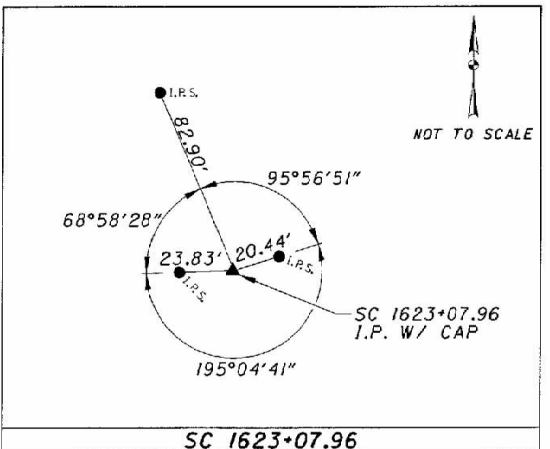 I.P.S.
NOT TO SCALE
82.90'
95°56'51"
68°58'28"
23.83'
20.44'
I.P.S.
I.P.S.
SC 1623+07.96
I.P. W/ CAP
195°04'41"
SC 1623+07.96